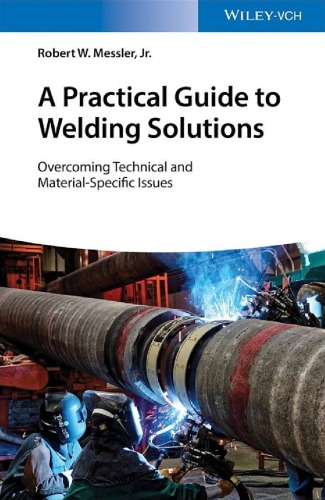 WILEY-VCH
Robert W. Messler, Jr.
A Practical Guide to
Welding Solutions
Overcoming Technical and
Material-Specific Issues